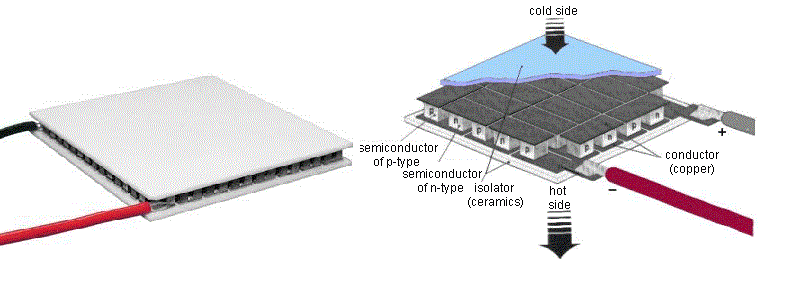 cold side
p
n
p
n
p
n
p
n
+
semiconductor
of p-type
semiconductor
of n-type
isolator
(ceramics)
hot
side
−
conductor
(copper)